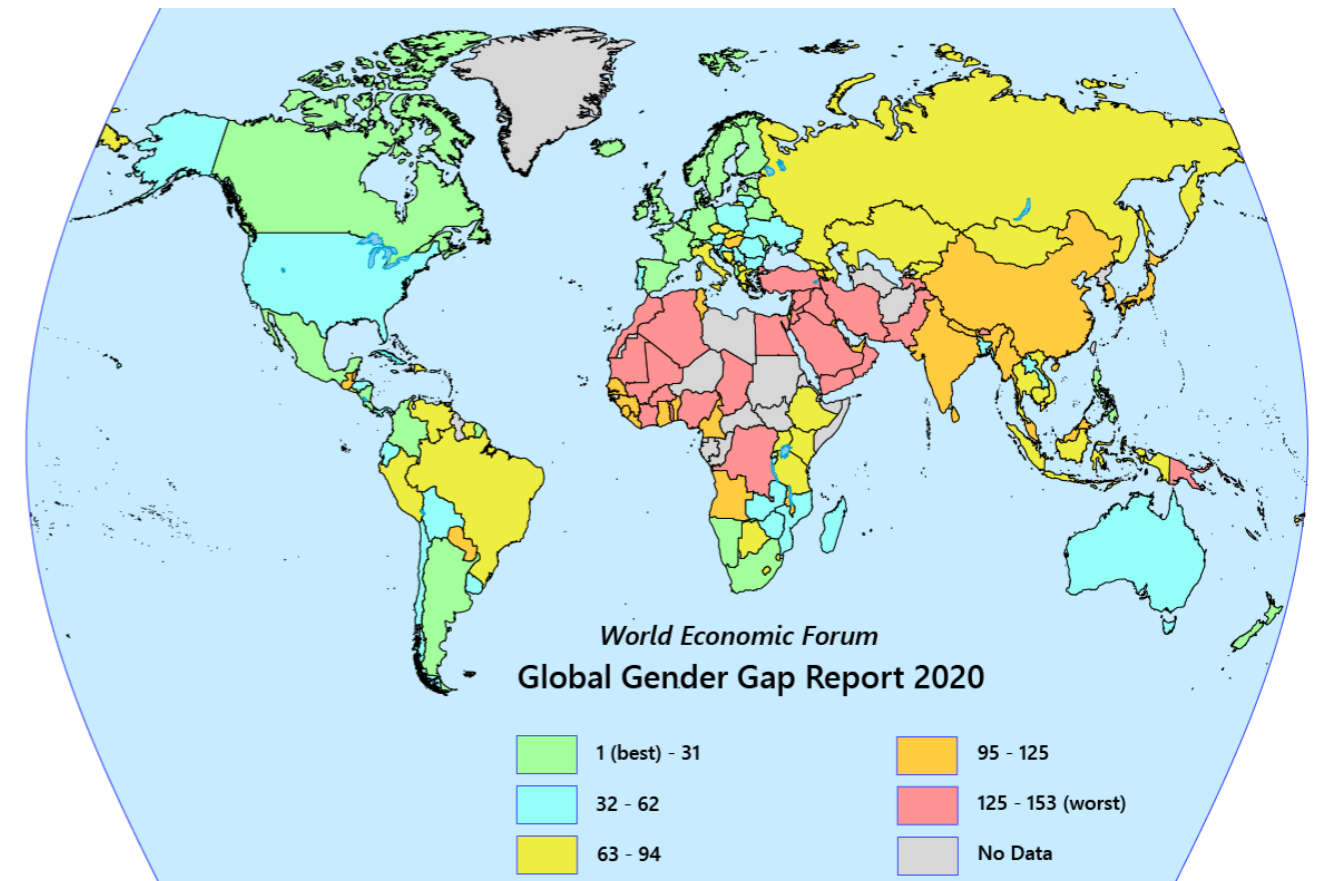 World Economic Forum
Global Gender Gap Report 2020
1 (best) - 31
32 - 62
63 - 94
95 - 125
125 - 153 (worst)
No Data